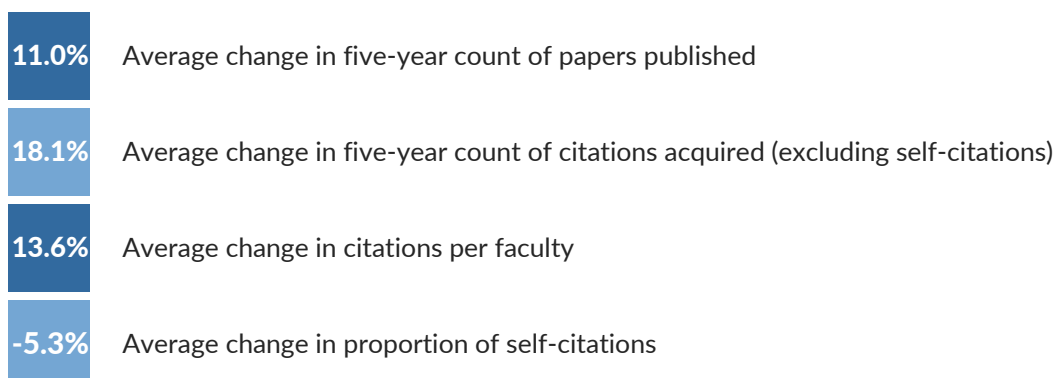 11.0% Average change in five-year count of papers published
18.1% Average change in five-year count of citations acquired (excluding self-citations)
13.6% Average change in citations per faculty
-5.3% Average change in proportion of self-citations